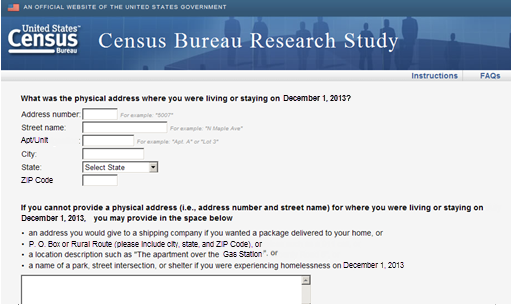 AN OFFICIAL WEBSITE OF THE UNITED STATES GOVERNMENT
United States™
Census
Bureau
Census Bureau Research Study
Instructions FAQs
What was the physical address where you were living or staying on December 1, 2013?
Address number: For example: "5007"
Street name: For example: "N Maple Ave"
Apt/Unit : For example: "Apt. A" or "Lot 3"
City:
State: Select State
ZIP Code
If you cannot provide a physical address (i.e., address number and street name) for where you were living or staying on
December 1, 2013, you may provide in the space below
• an address you would give to a shipping company if you wanted a package delivered to your home, or
• P. O. Box or Rural Route (please include city, state, and ZIP Code), or
• a location description such as "The apartment over the Gas Station", or
• a name of a park, street intersection, or shelter if you were experiencing homelessness on December 1, 2013